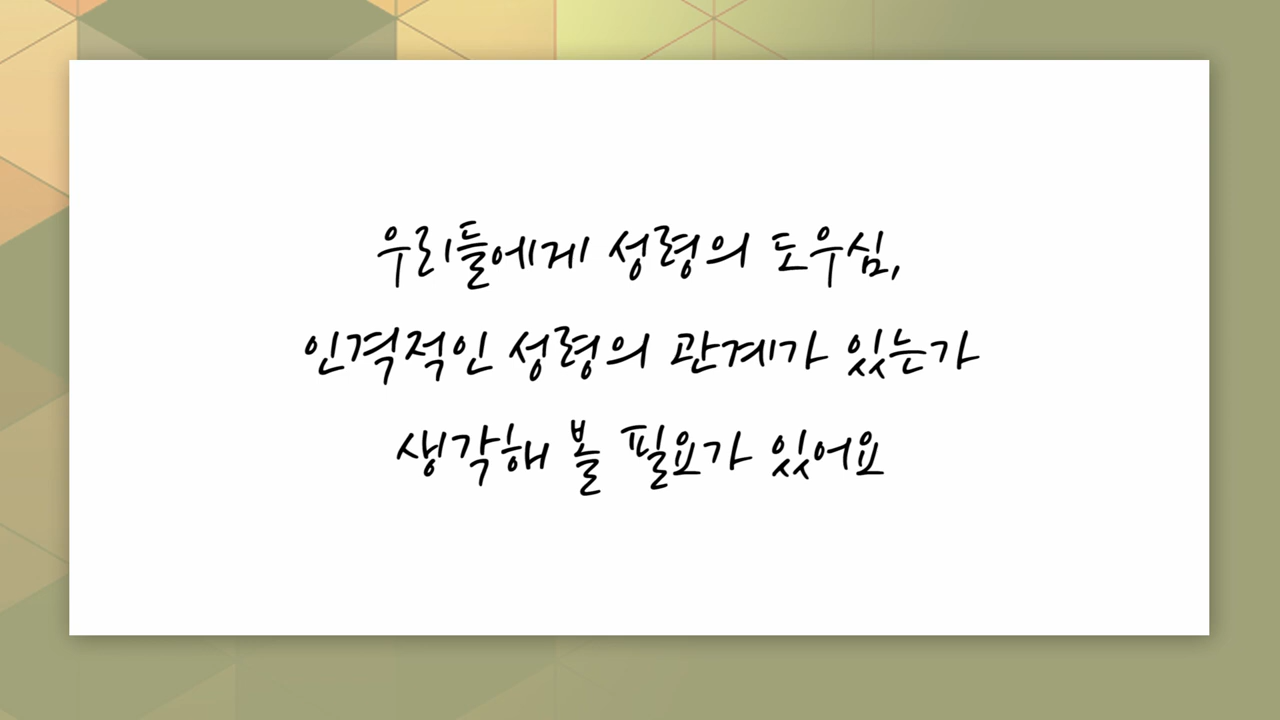 우리들에게 성령의 도우심,
인격적인 성령의 관계가 있는가
생각해 볼 필요가 있어요